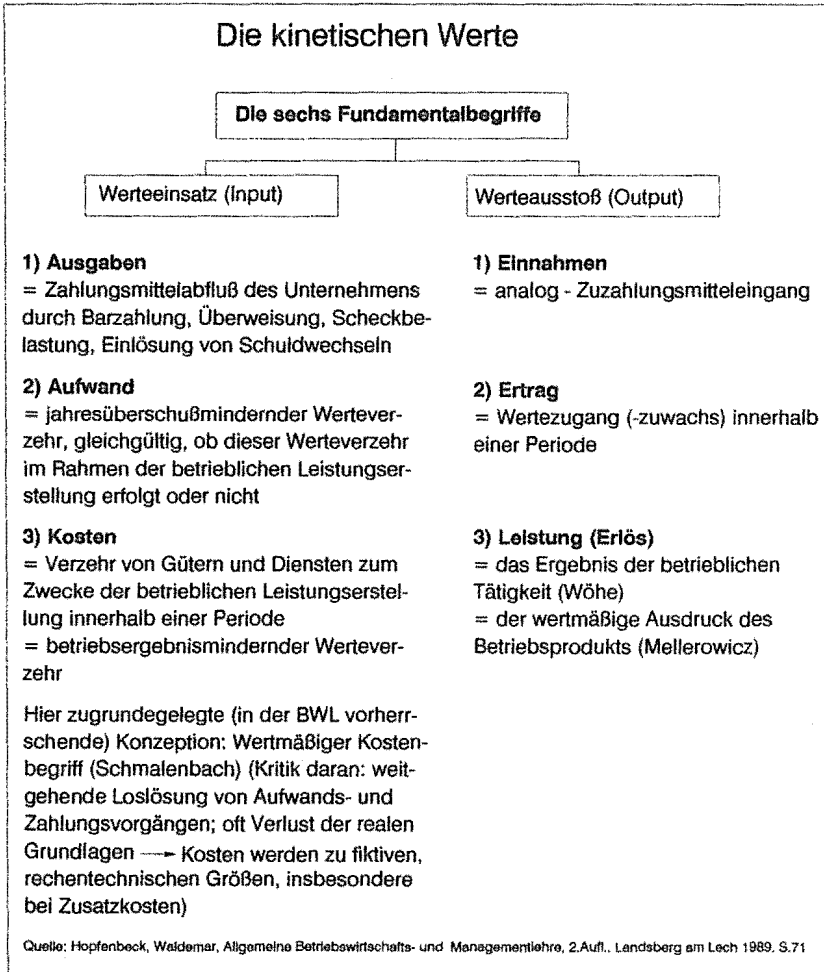 Die kinetischen Werte
Die sechs Fundamentalbegriffe
Werteeinsatz (Input)
Werteausstoß (Output)
1) Ausgaben
= Zahlungsmittelabfluß des Unternehmens
durch Barzahlung, Überweisung, Scheckbe-
lastung, Einlösung von Schuldwechseln
2) Aufwand
= jahresüberschußmindernder Wertever-
zehr, gleichgültig, ob dieser Werteverzehr
im Rahmen der betrieblichen Leistungser-
stellung erfolgt oder nicht
3) Kosten
= Verzehr von Gütern und Diensten zum
Zwecke der betrieblichen Leistungserstel-
lung innerhalb einer Periode
= betriebsergebnismindernder Wertever-
zehr
Hier zugrundegelegte (in der BWL vorherr-
schende) Konzeption: Wertmäßiger Kosten-
begriff (Schmalenbach) (Kritik daran: weit-
gehende Loslösung von Aufwands- und
Zahlungsvorgängen; oft Verlust der realen
Grundlagen → Kosten werden zu fiktiven,
rechentechnischen Größen, insbesondere
bei Zusatzkosten)
1) Einnahmen
= analog - Zuzahlungsmitteleingang
2) Ertrag
= Wertezugang (-zuwachs) innerhalb
einer Periode
3) Leistung (Erlös)
= das Ergebnis der betrieblichen
Tätigkeit (Wöhe)
= der wertmäßige Ausdruck des
Betriebsprodukts (Mellerowicz)
Quelle: Hopfenbeck, Waldemar, Allgemeine Betriebswirtschafts- und Managementlehre, 2.Aufl., Landsberg am Lech 1989, S.71